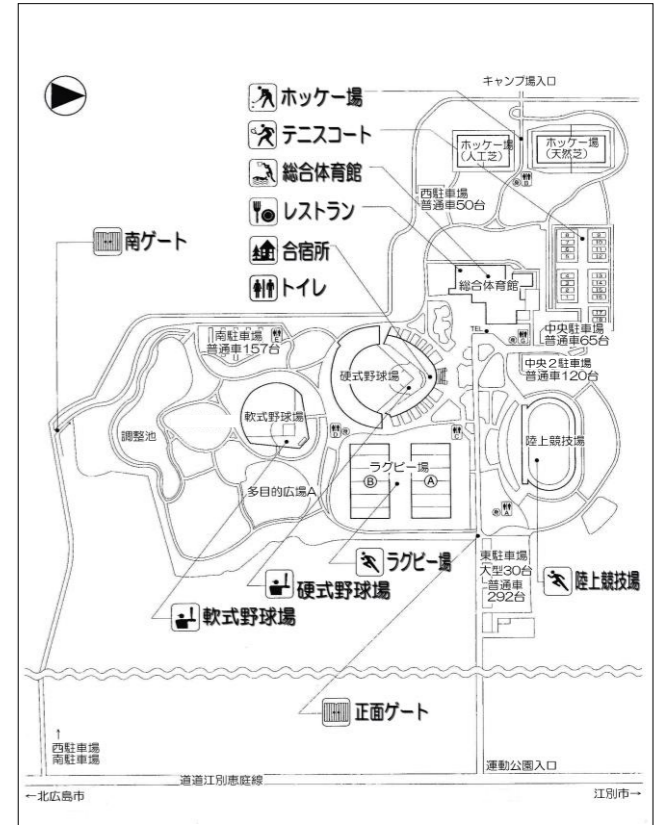 キャンプ場入口
ホッケー場
テニスコート
総合体育館
レストラン
合宿所
トイレ
南ゲート
ホッケー場
(人工芝)
ホッケー場
(天然芝)
西駐車場
普通車50台
総合体育館
TEL
中央駐車場
普通車65台
中央2駐車場
普通車120台
南駐車場
普通車157台
硬式野球場
軟式野球場
調整池
多目的広場A
ラグビー場
B
A
陸上競技場
東駐車場
大型30台
普通車
292台
ラグビー場
硬式野球場
軟式野球場
陸上競技場
正面ゲート
↑
西駐車場
南駐車場
運動公園入口
道道江別恵庭線
←北広島市
江別市→